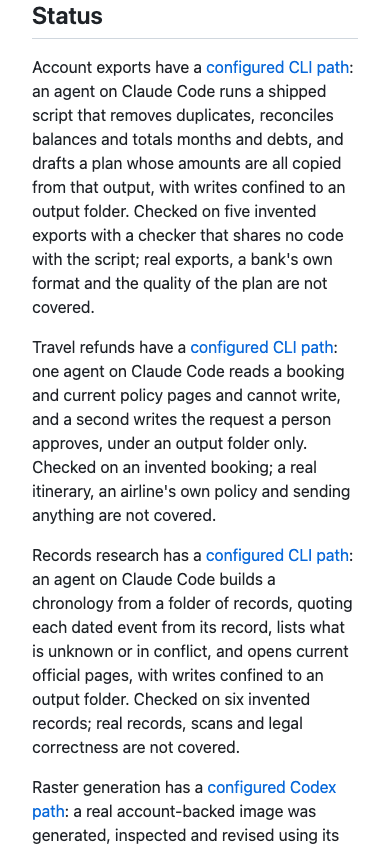 Status
Account exports have a configured CLI path:
an agent on Claude Code runs a shipped
script that removes duplicates, reconciles
balances and totals months and debts, and
drafts a plan whose amounts are all copied
from that output, with writes confined to an
output folder. Checked on five invented
exports with a checker that shares no code
with the script; real exports, a bank's own
format and the quality of the plan are not
covered.
Travel refunds have a configured CLI path:
one agent on Claude Code reads a booking
and current policy pages and cannot write,
and a second writes the request a person
approves, under an output folder only.
Checked on an invented booking; a real
itinerary, an airline's own policy and sending
anything are not covered.
Records research has a configured CLI path:
an agent on Claude Code builds a
chronology from a folder of records, quoting
each dated event from its record, lists what
is unknown or in conflict, and opens current
official pages, with writes confined to an
output folder. Checked on six invented
records; real records, scans and legal
correctness are not covered.
Raster generation has a configured Codex
path: a real account-backed image was
generated, inspected and revised using its